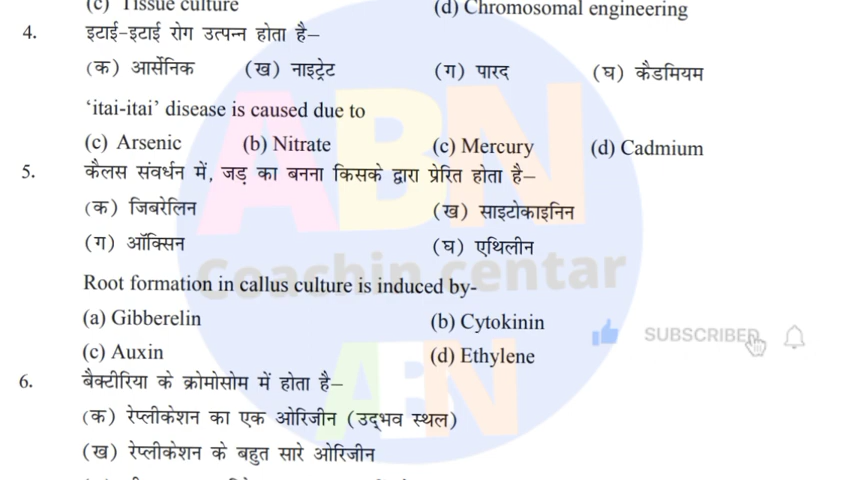 (c) Tissue culture (d) Chromosomal engineering
4. इटाई-इटाई रोग उत्पन्न होता है–
(क) आर्सेनिक (ख) नाइट्रेट (ग) पारद (घ) कैडमियम
‘itai-itai’ disease is caused due to
(c) Arsenic (b) Nitrate (c) Mercury (d) Cadmium
5. कैलस संवर्धन में, जड़ का बनना किसके द्वारा प्रेरित होता है–
(क) जिबरेलिन (ख) साइटोकाइनिन
(ग) ऑक्सिन (घ) एथिलीन
Root formation in callus culture is induced by-
(a) Gibberelin (b) Cytokinin
(c) Auxin (d) Ethylene
6. बैक्टीरिया के क्रोमोसोम में होता है–
(क) रेप्लीकेशन का एक ओरिजीन (उद्भव स्थल)
(ख) रेप्लीकेशन के बहुत सारे ओरिजीन
ABN
Coachin centar
ABN
SUBSCRIBED